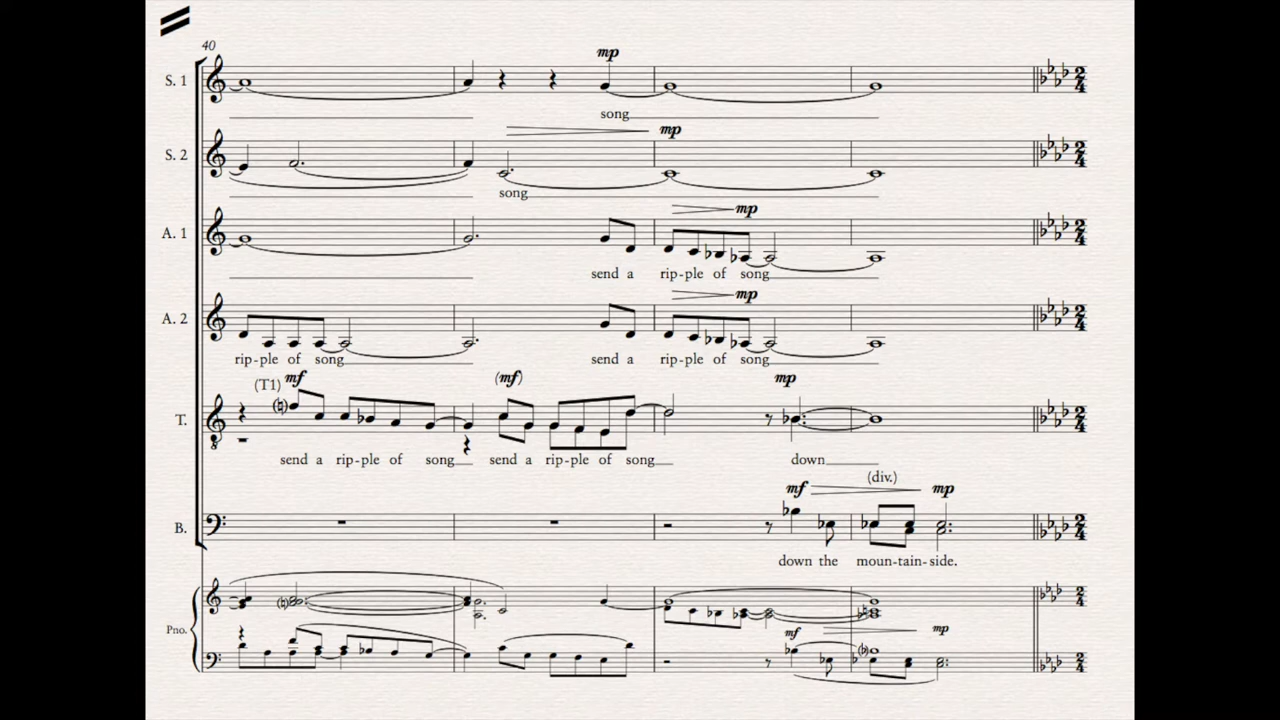 40
S. 1
mp
song
S. 2
mp
song
A. 1
mp
send a rip-ple of song
A. 2
mp
rip-ple of song send a rip-ple of song
(T1) mf (mf) mp
T.
send a rip-ple of song send a rip-ple of song down
(div.)
mf mp
B.
down the moun-tain-side.
Pno.
mf mp